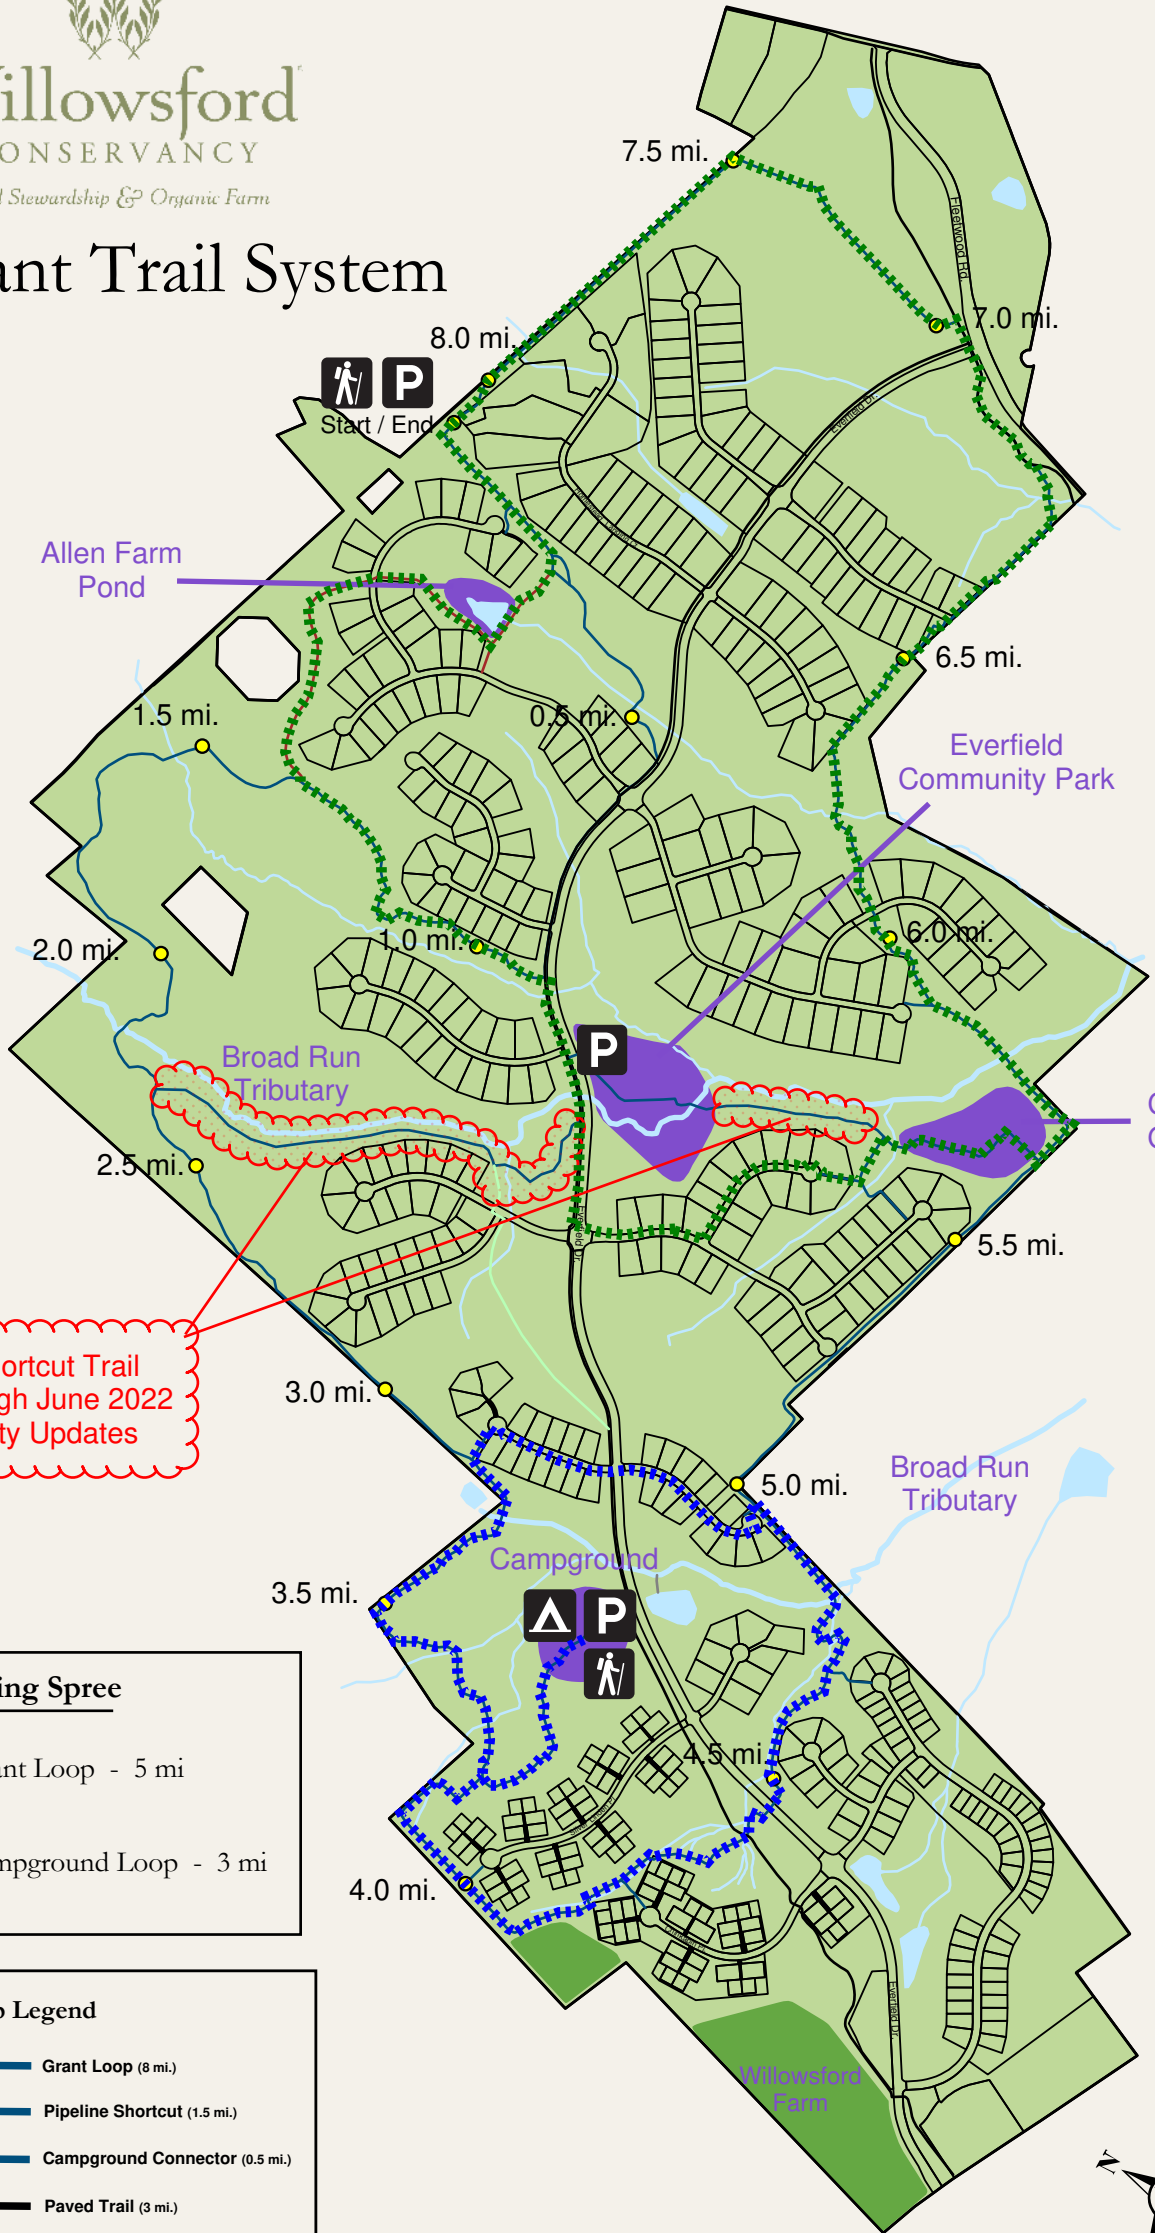 illowsford
ONSERVANCY
d Stewardship & Organic Farm
ant Trail System
7.5 mi.
Fleetwood Rd.
7.0 mi.
8.0 mi.
P
Start / End
Everfield Dr.
Allen Farm
Pond
6.5 mi.
1.5 mi.
0.5 mi.
Everfield
Community Park
2.0 mi.
1.0 mi.
6.0 mi.
P
Broad Run
Tributary
C
C
2.5 mi.
Everfield Dr.
5.5 mi.
ortcut Trail
gh June 2022
ty Updates
3.0 mi.
5.0 mi.
Broad Run
Tributary
Campground
P
3.5 mi.
ing Spree
ant Loop - 5 mi
mpground Loop - 3 mi
4.5 mi.
4.0 mi.
Everfield Dr.
Willowsford
Farm
p Legend
Grant Loop (8 mi.)
Pipeline Shortcut (1.5 mi.)
Campground Connector (0.5 mi.)
Paved Trail (3 mi.)
N